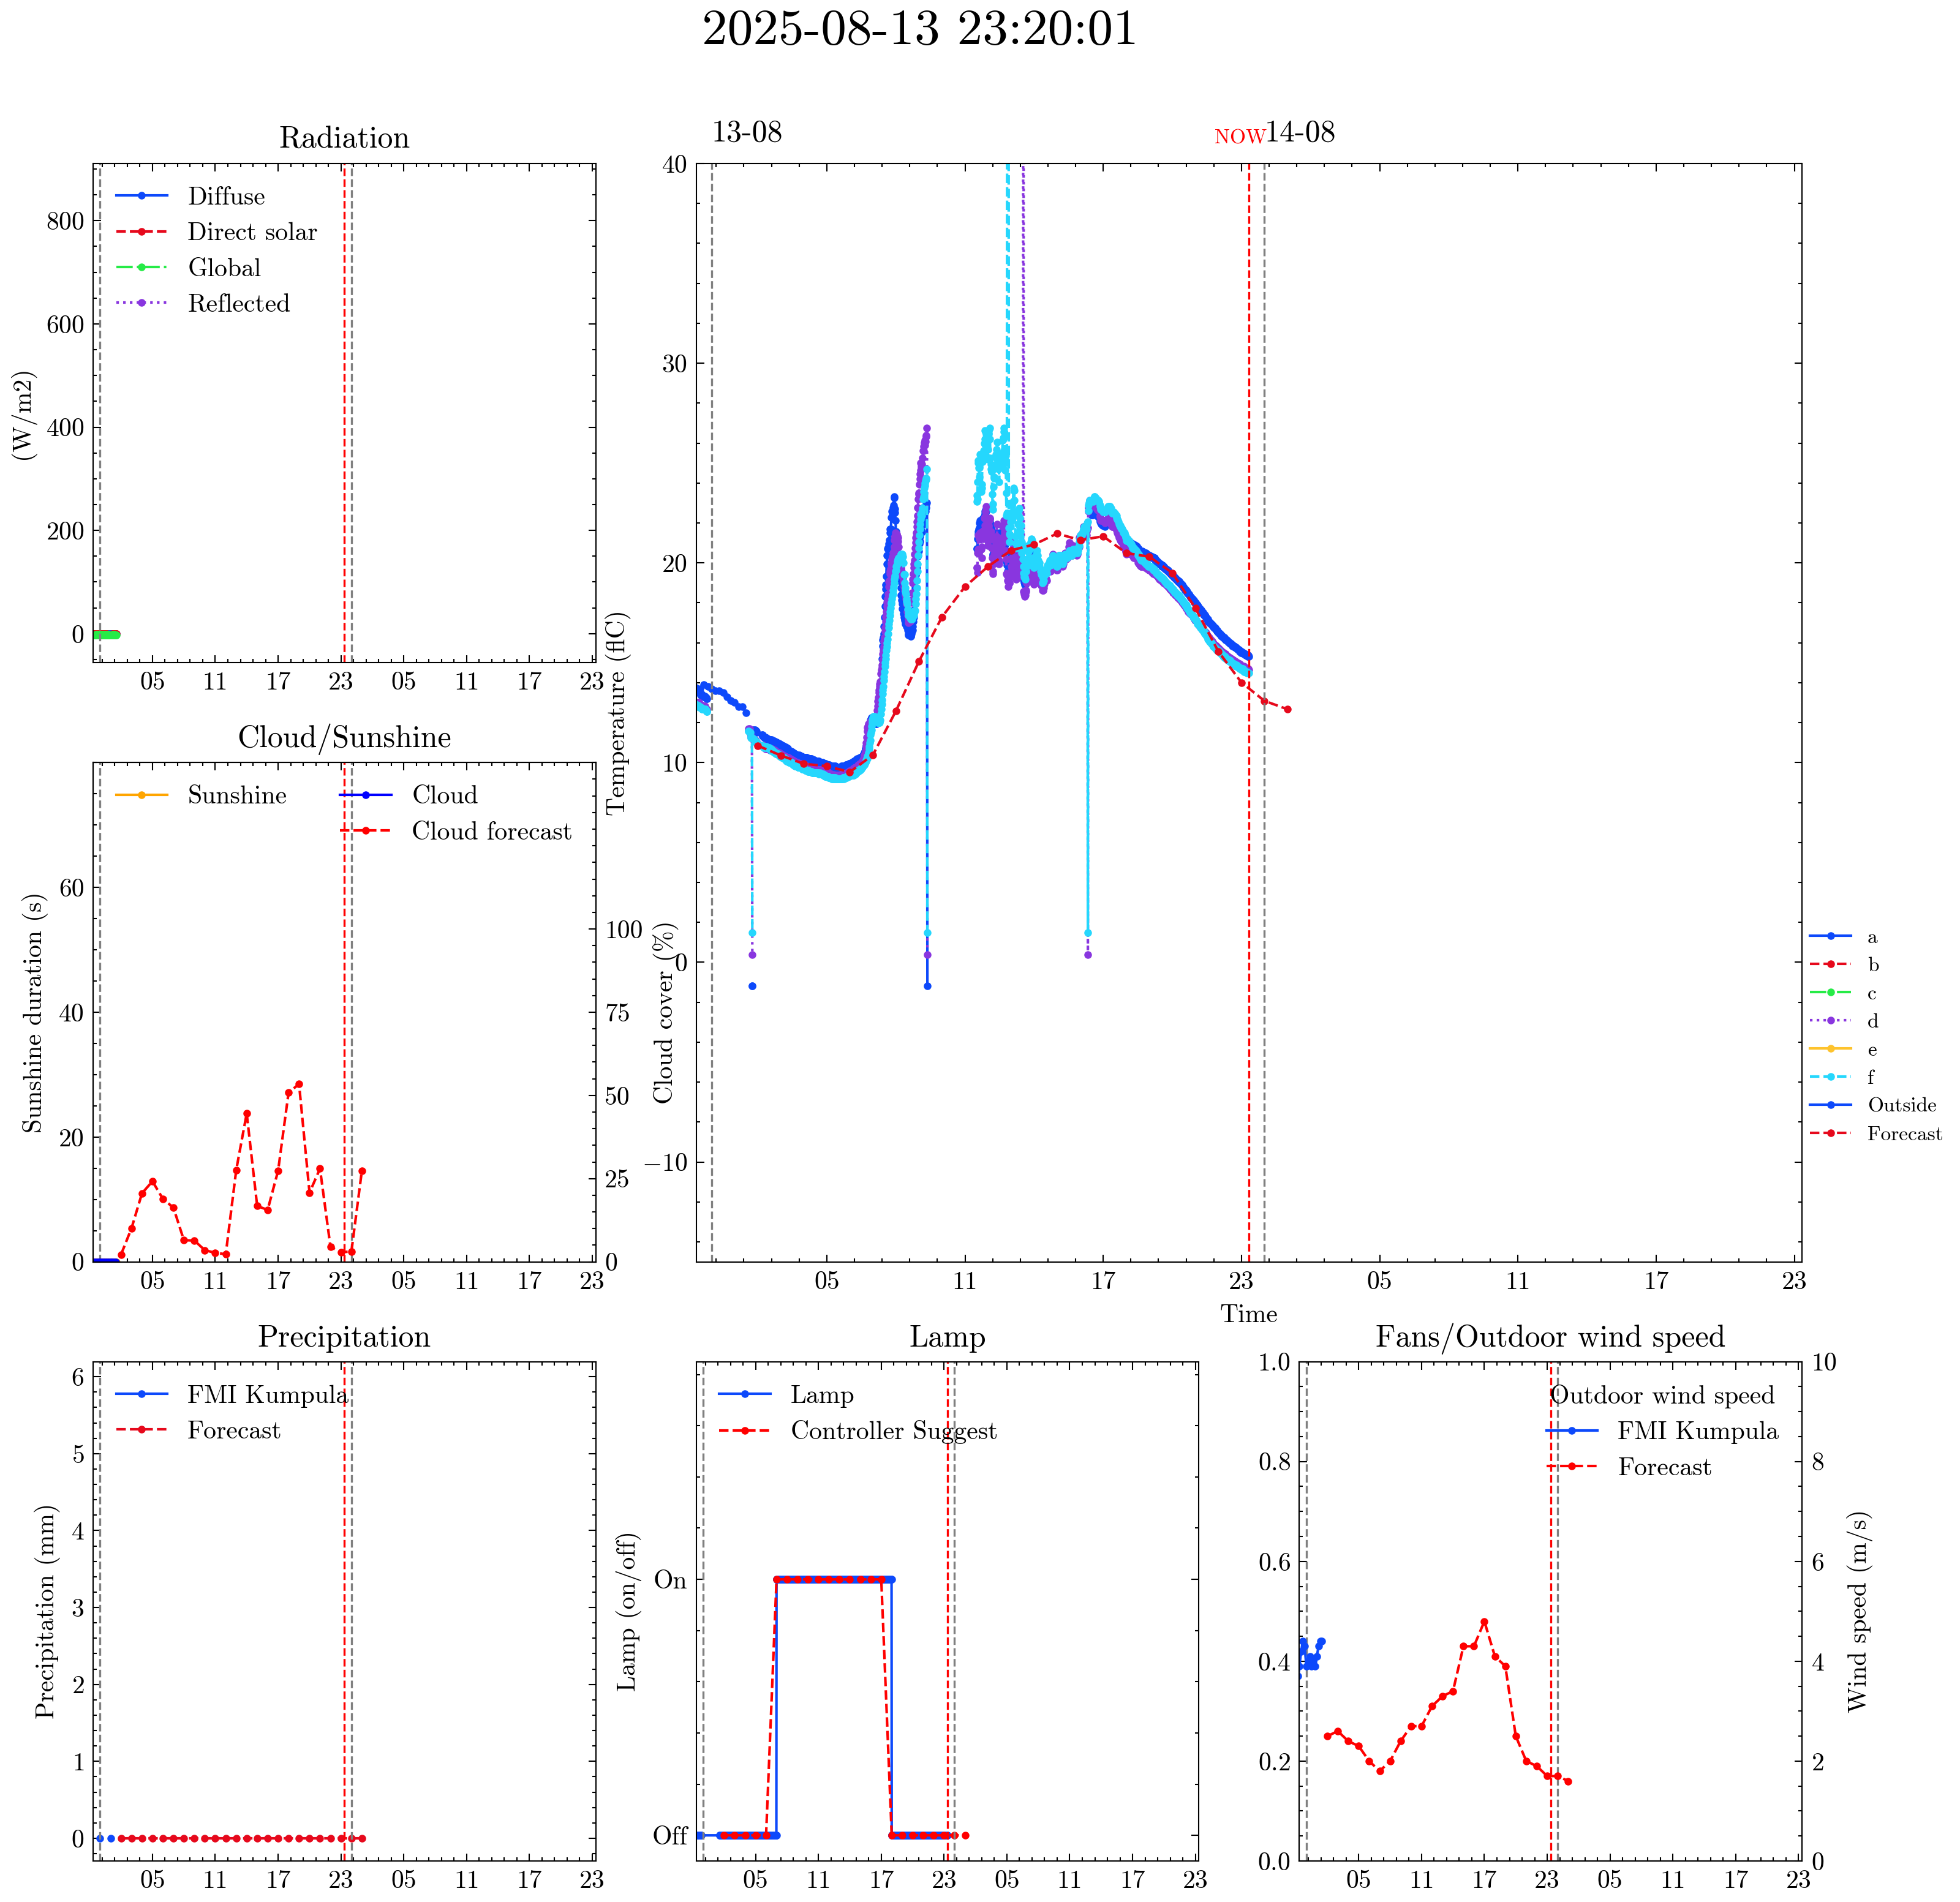 2025-08-13 23:20:01
13-08
NOW
14-08
Radiation
(W/m2)
800
600
400
200
0
Diffuse
Direct solar
Global
Reflected
05 11 17 23 05 11 17 23
Temperature (flC)
40
30
20
10
0
−10
05 11 17 23 05 11 17 23
Time
a
b
c
d
e
f
Outside
Forecast
Cloud/Sunshine
Sunshine duration (s)
60
40
20
0
Sunshine
Cloud
Cloud forecast
100
75
50
25
0
Cloud cover (%)
05 11 17 23 05 11 17 23
Precipitation
Precipitation (mm)
6
5
4
3
2
1
0
FMI Kumpula
Forecast
05 11 17 23 05 11 17 23
Lamp
Lamp (on/off)
On
Off
Lamp
Controller Suggest
05 11 17 23 05 11 17 23
Fans/Outdoor wind speed
1.0
0.8
0.6
0.4
0.2
0.0
Outdoor wind speed
FMI Kumpula
Forecast
10
8
6
4
2
0
Wind speed (m/s)
05 11 17 23 05 11 17 23